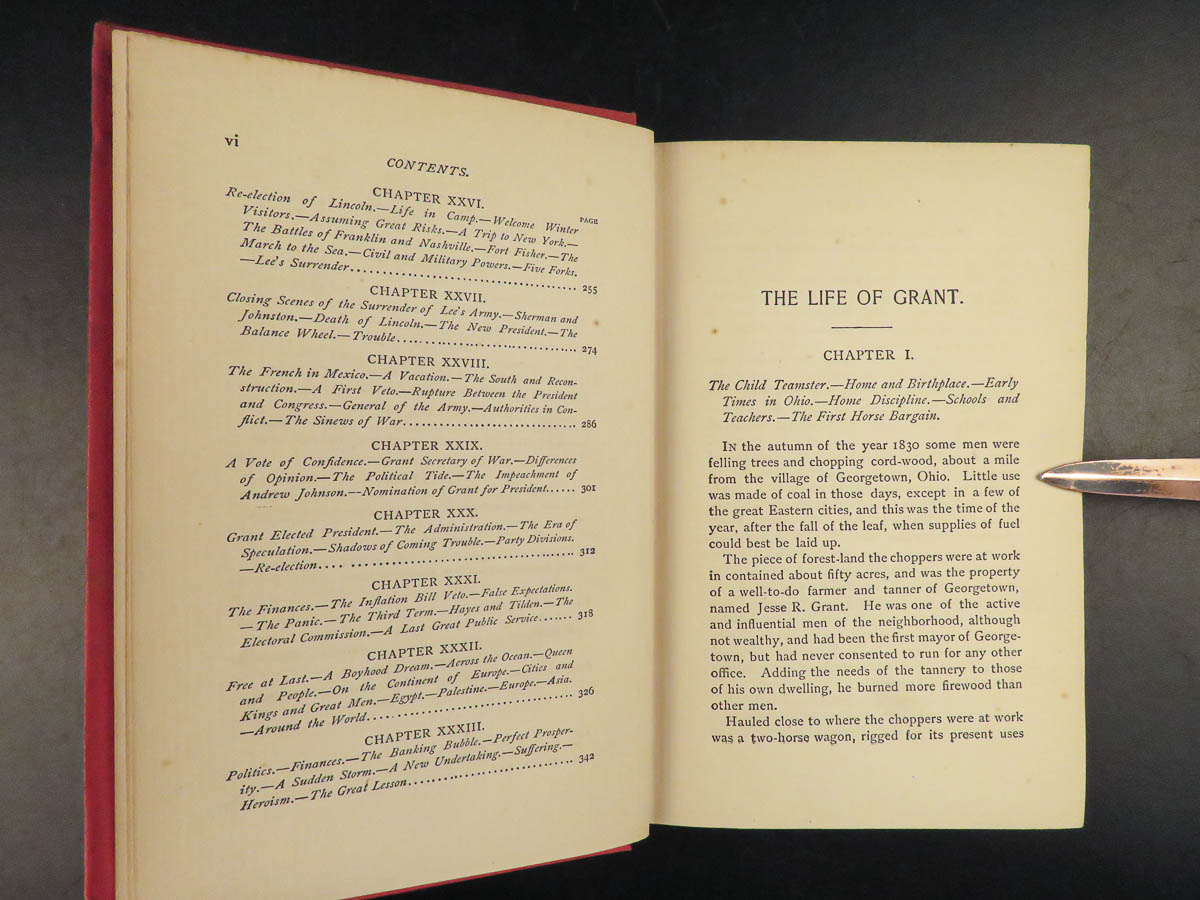 vi
CONTENTS.
CHAPTER XXVI.
PAGE
Re-election of Lincoln.—Life in Camp.—Welcome Winter
Visitors.—Assuming Great Risks.—A Trip to New York.—
The Battles of Franklin and Nashville.—Fort Fisher.—The
March to the Sea.—Civil and Military Powers.—Five Forks.
—Lee's Surrender.......................................... 255
CHAPTER XXVII.
Closing Scenes of the Surrender of Lee's Army.—Sherman and
Johnston.—Death of Lincoln.—The New President.—The
Balance Wheel.—Trouble.................................. 274
CHAPTER XXVIII.
The French in Mexico.—A Vacation.—The South and Recon-
struction.—A First Veto.—Rupture Between the President
and Congress.—General of the Army.—Authorities in Con-
flict.—The Sinews of War................................. 286
CHAPTER XXIX.
A Vote of Confidence.—Grant Secretary of War.—Differences
of Opinion.—The Political Tide.—The Impeachment of
Andrew Johnson.—Nomination of Grant for President...... 301
CHAPTER XXX.
Grant Elected President.—The Administration.—The Era of
Speculation.—Shadows of Coming Trouble.—Party Divisions.
—Re-election.... ................................... 312
CHAPTER XXXI.
The Finances.—The Inflation Bill Veto.—False Expectations.
—The Panic.—The Third Term.—Hayes and Tilden.—The
Electoral Commission.—A Last Great Public Service....... 318
CHAPTER XXXII.
Free at Last.—A Boyhood Dream.—Across the Ocean.—Queen
and People.—On the Continent of Europe.—Cities and
Kings and Great Men.—Egypt.—Palestine.—Europe.—Asia.
—Around the World...................................... 326
CHAPTER XXXIII.
Politics.—Finances.—The Banking Bubble.—Perfect Prosper-
ity.—A Sudden Storm.—A New Undertaking.—Suffering.—
Heroism.—The Great Lesson.............................. 342
THE LIFE OF GRANT.
CHAPTER I.
The Child Teamster.—Home and Birthplace.—Early
Times in Ohio.—Home Discipline.—Schools and
Teachers.—The First Horse Bargain.
IN the autumn of the year 1830 some men were
felling trees and chopping cord-wood, about a mile
from the village of Georgetown, Ohio. Little use
was made of coal in those days, except in a few of
the great Eastern cities, and this was the time of the
year, after the fall of the leaf, when supplies of fuel
could best be laid up.
The piece of forest-land the choppers were at work
in contained about fifty acres, and was the property
of a well-to-do farmer and tanner of Georgetown,
named Jesse R. Grant. He was one of the active
and influential men of the neighborhood, although
not wealthy, and had been the first mayor of George-
town, but had never consented to run for any other
office. Adding the needs of the tannery to those
of his own dwelling, he burned more firewood than
other men.
Hauled close to where the choppers were at work
was a two-horse wagon, rigged for its present uses